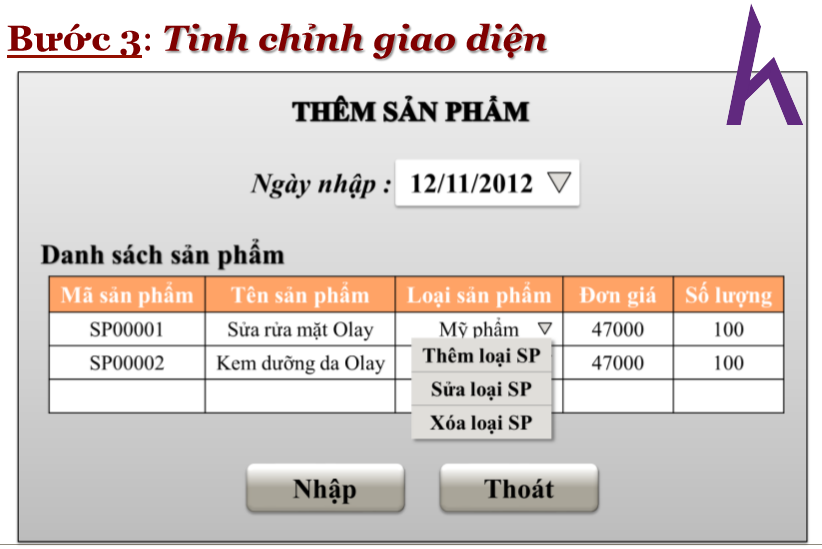 Bước 3: Tinh chỉnh giao diện
THÊM SẢN PHẨM
Ngày nhập : 12/11/2012
Danh sách sản phẩm
Mã sản phẩm Tên sản phẩm Loại sản phẩm Đơn giá Số lượng
SP00001 Sửa rửa mặt Olay Mỹ phẩm 47000 100
SP00002 Kem dưỡng da Olay 47000 100
Thêm loại SP
Sửa loại SP
Xóa loại SP
Nhập Thoát